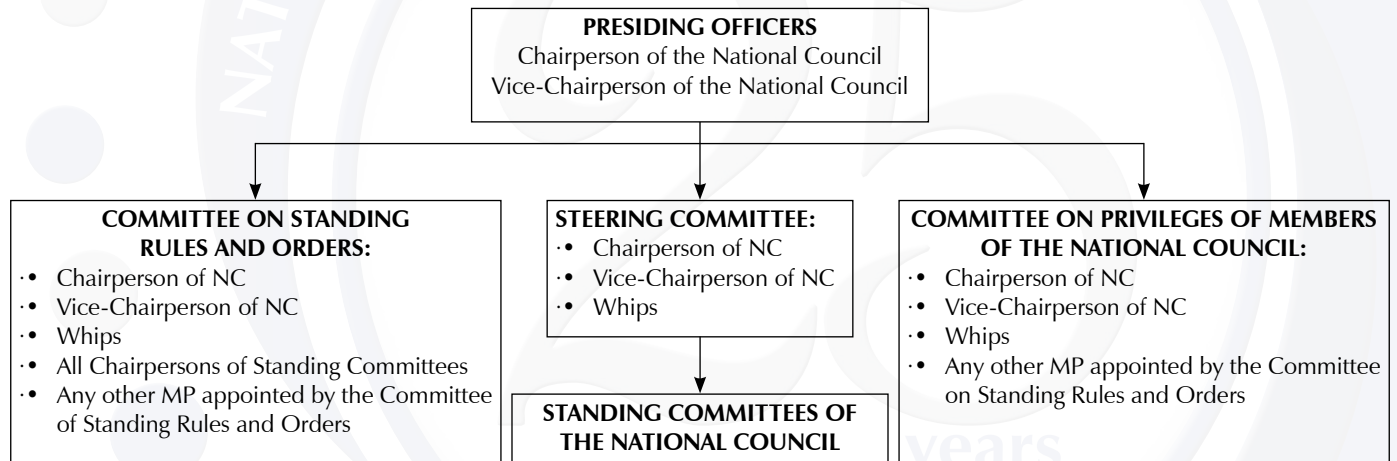 PRESIDING OFFICERS
Chairperson of the National Council
Vice-Chairperson of the National Council
COMMITTEE ON STANDING
RULES AND ORDERS:
·• Chairperson of NC
·• Vice-Chairperson of NC
·• Whips
·• All Chairpersons of Standing Committees
·• Any other MP appointed by the Committee
of Standing Rules and Orders
STEERING COMMITTEE:
·• Chairperson of NC
·• Vice-Chairperson of NC
·• Whips
STANDING COMMITTEES OF
THE NATIONAL COUNCIL
COMMITTEE ON PRIVILEGES OF MEMBERS
OF THE NATIONAL COUNCIL:
·• Chairperson of NC
·• Vice-Chairperson of NC
·• Whips
·• Any other MP appointed by the Committee
on Standing Rules and Orders
NAT
25
years